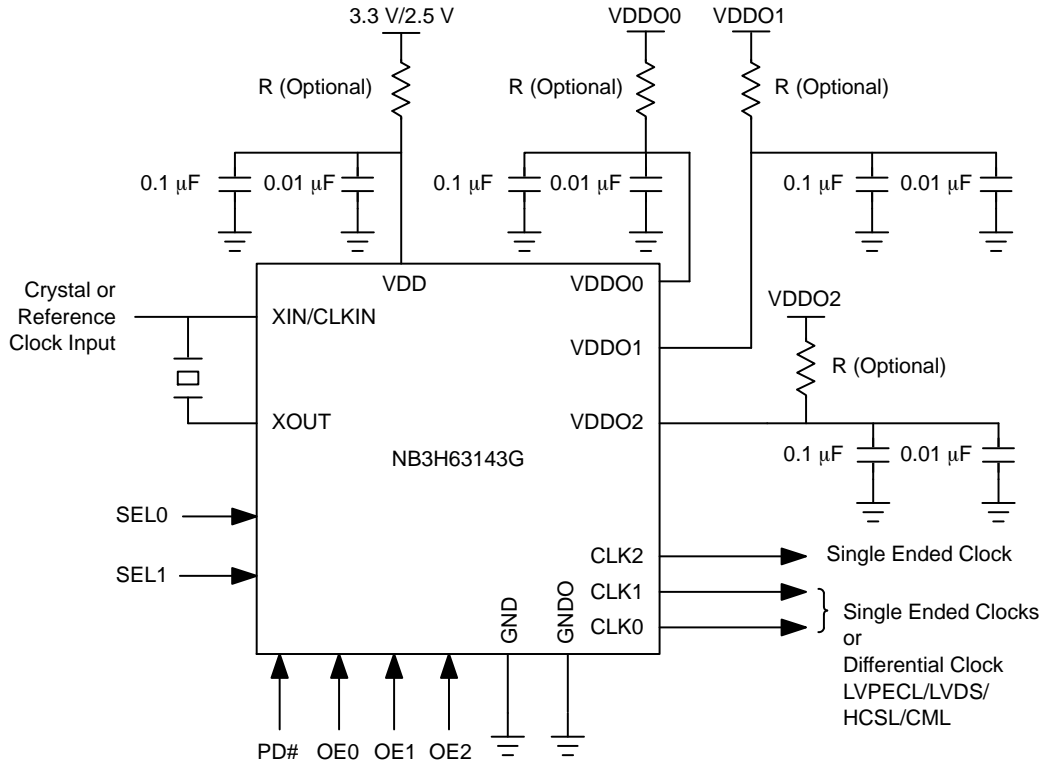 3.3 V/2.5 V
VDDO0
VDDO1
R (Optional)
R (Optional)
R (Optional)
0.1 μF
0.01 μF
0.1 μF
0.01 μF
0.1 μF
0.01 μF
VDD
VDDO0
Crystal or
Reference
Clock Input
XIN/CLKIN
VDDO2
VDDO1
R (Optional)
XOUT
VDDO2
NB3H63143G
0.1 μF
0.01 μF
SEL0
SEL1
CLK2
Single Ended Clock
CLK1
CLK0
GND
GNDO
Single Ended Clocks
or
Differential Clock
LVPECL/LVDS/
HCSL/CML
PD#
OE0
OE1
OE2